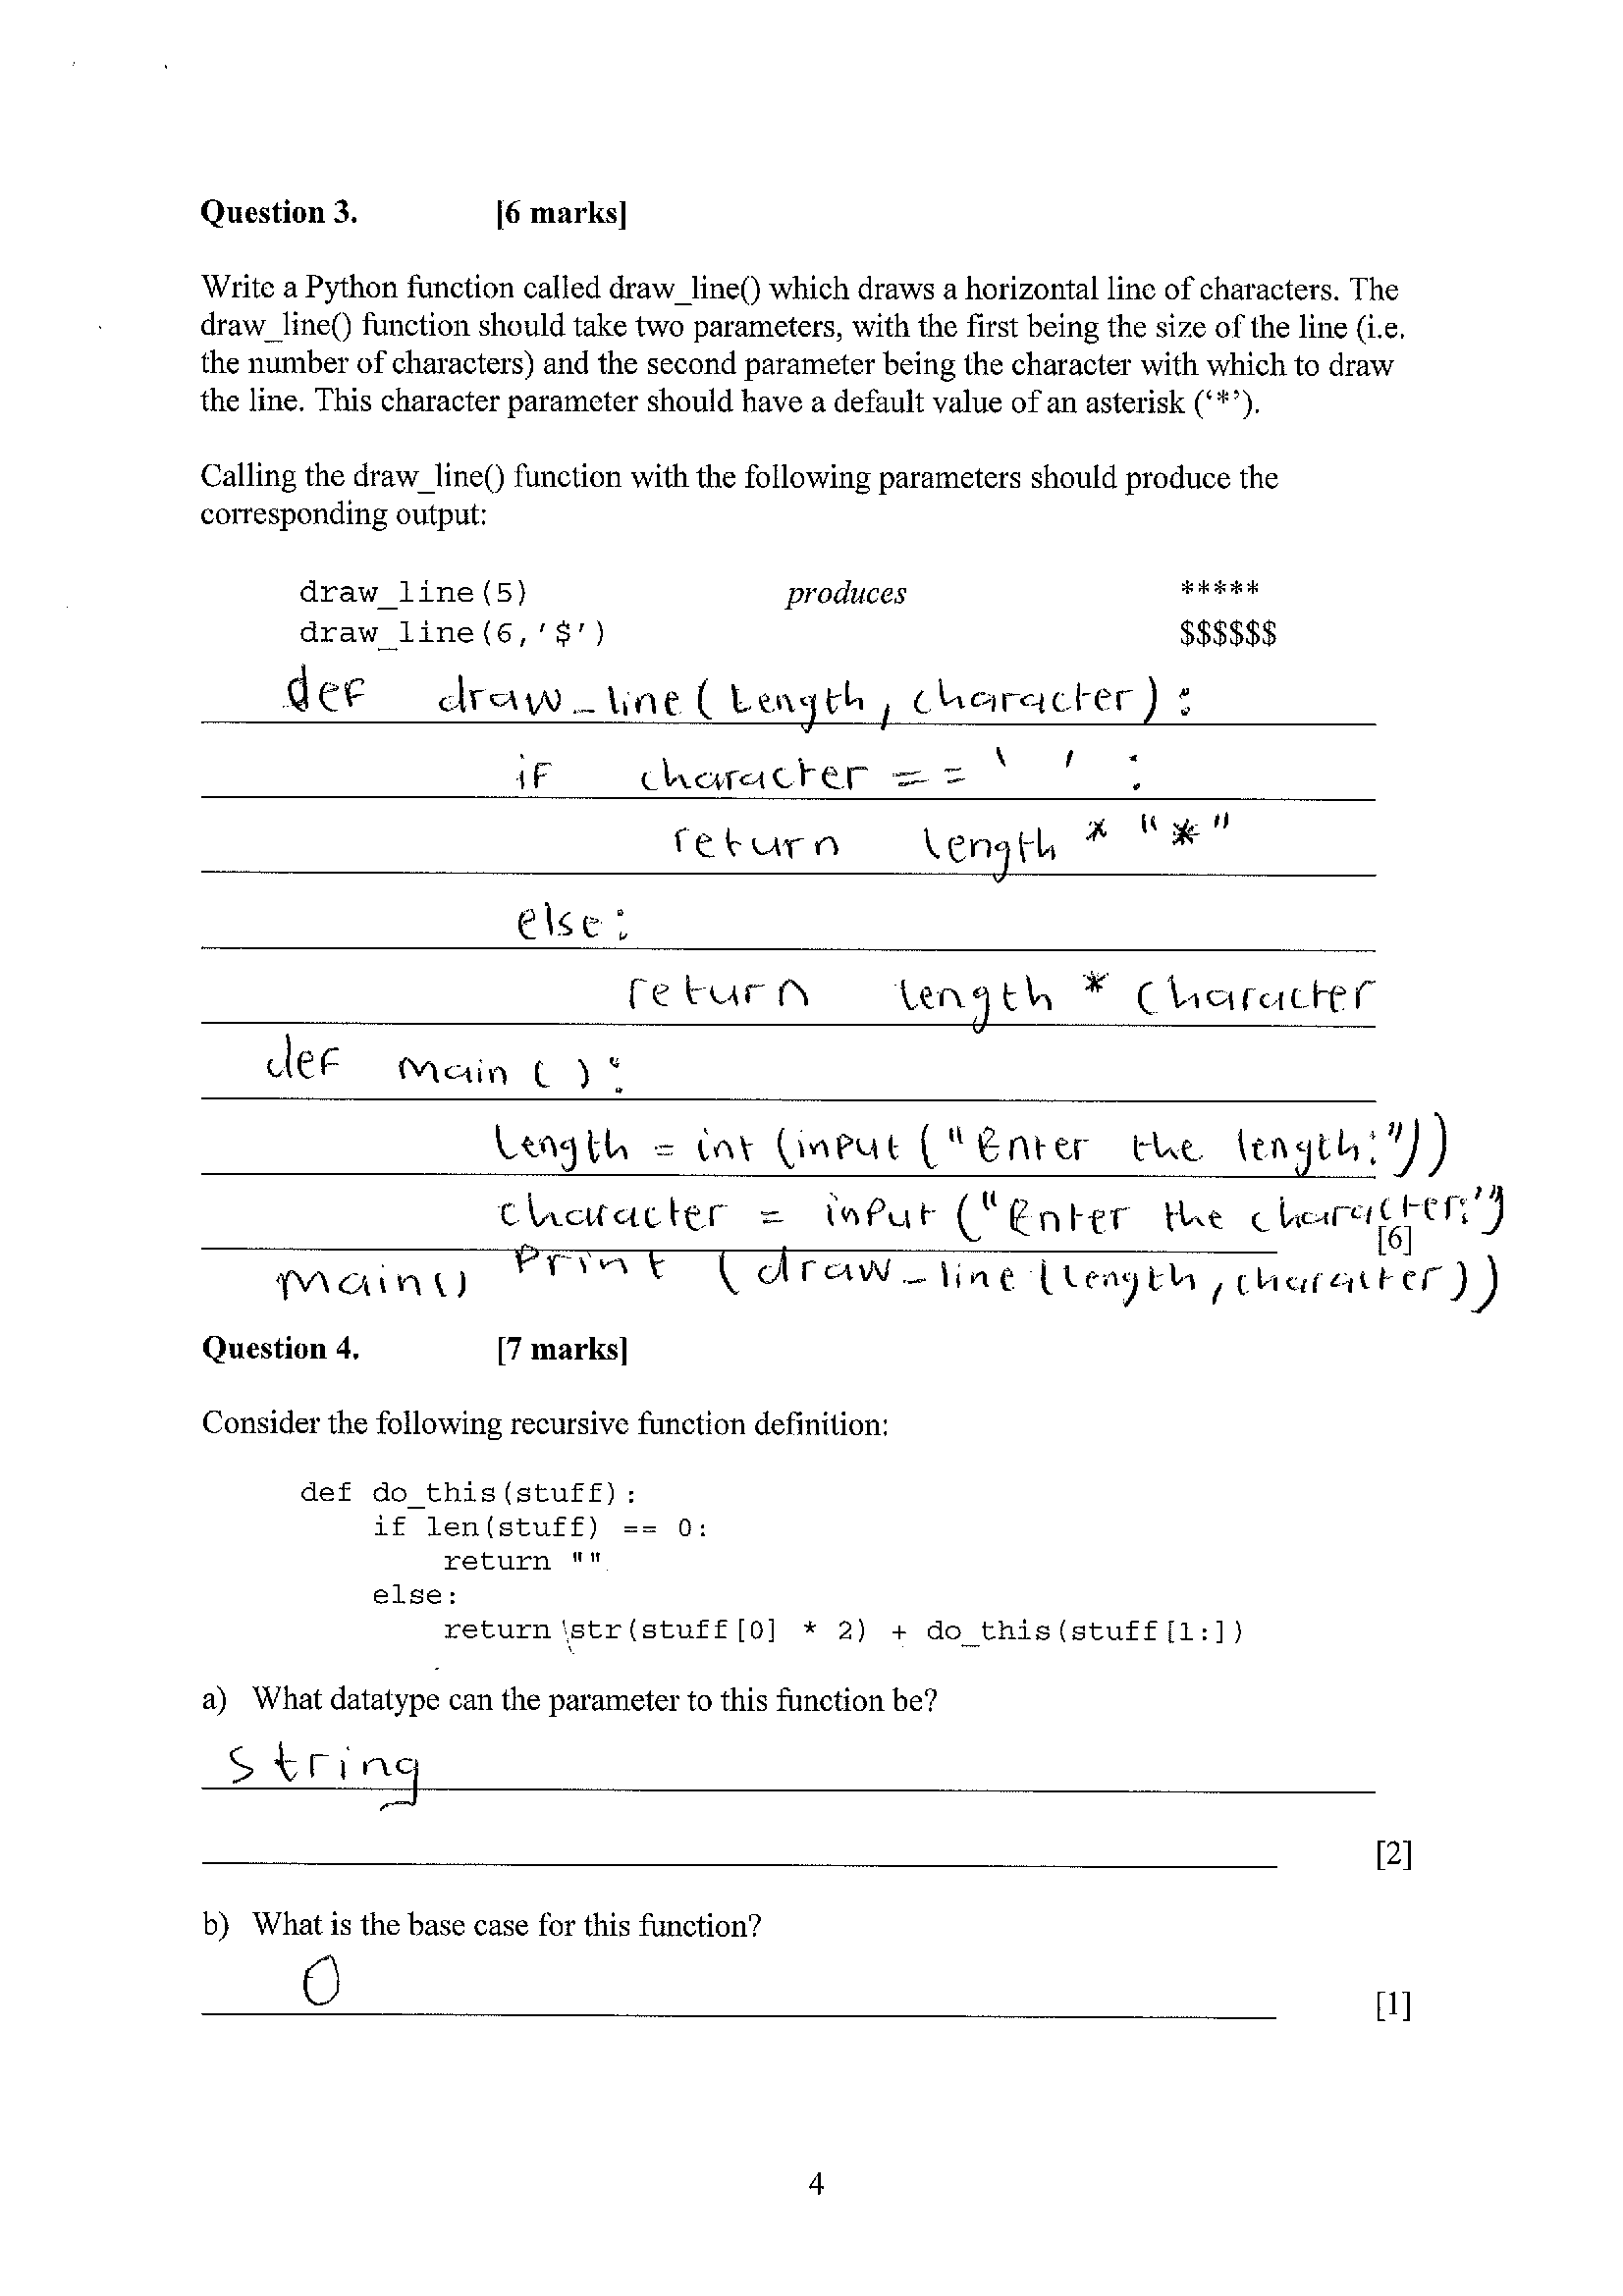 Question 3. [6 marks]
Write a Python function called draw_line() which draws a horizontal line of characters. The
draw_line() function should take two parameters, with the first being the size of the line (i.e.
the number of characters) and the second parameter being the character with which to draw
the line. This character parameter should have a default value of an asterisk (‘*’).
Calling the draw_line() function with the following parameters should produce the
corresponding output:
draw_line(5) produces *****
draw_line(6,'$') $$$$$$
def draw_line(length, character):
if character == ' ' :
return length * "*"
else:
return length * character
def main():
length = int(input("Enter the length:"))
character = input("Enter the character:")
[6]
print (draw_line(length, character))
main()
Question 4. [7 marks]
Consider the following recursive function definition:
def do_this(stuff):
if len(stuff) == 0:
return ""
else:
return str(stuff[0] * 2) + do_this(stuff[1:])
a) What datatype can the parameter to this function be?
string
[2]
b) What is the base case for this function?
0
[1]
4